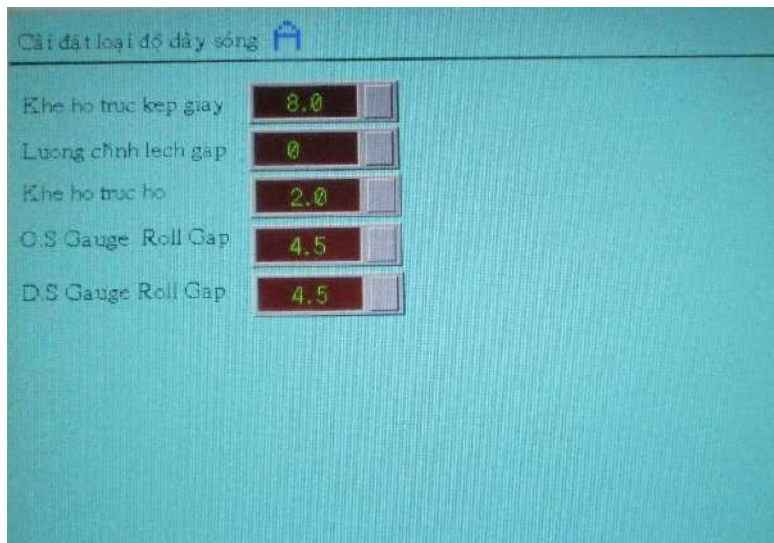 Cài đặt loại độ dày sóng A
Khe ho truc kep giay 8.0
Luong chnh lech gap 0
Khe ho truc ho 2.0
O.S Gauge Roll Gap 4.5
D.S Gauge Roll Gap 4.5